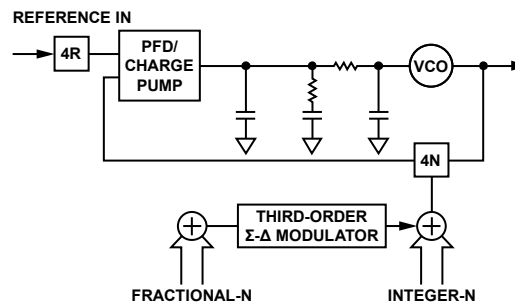 REFERENCE IN
4R
PFD/
CHARGE
PUMP
VCO
4N
THIRD-ORDER
Σ-Δ MODULATOR
FRACTIONAL-N
INTEGER-N